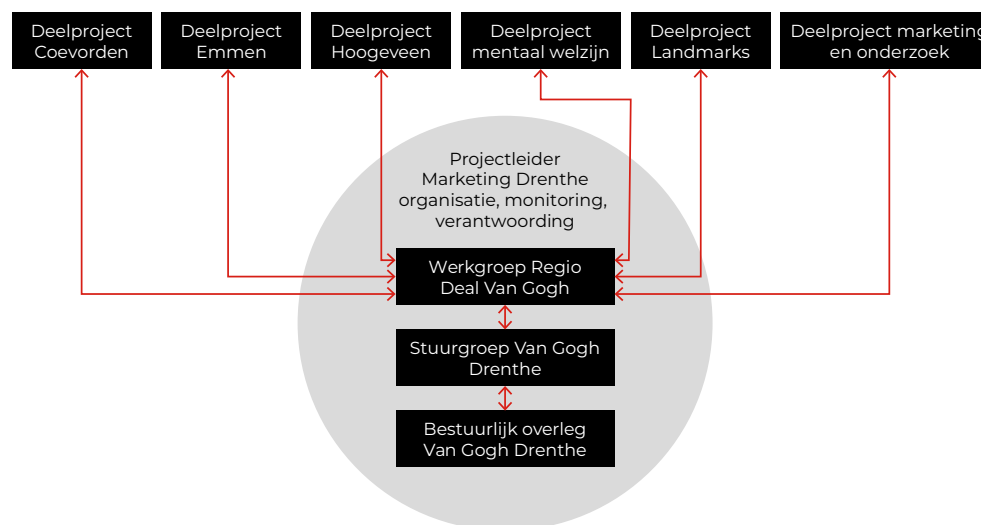 Deelproject
Coevorden
Deelproject
Emmen
Deelproject
Hoogeveen
Deelproject
mentaal welzijn
Deelproject
Landmarks
Deelproject marketing
en onderzoek
Projectleider
Marketing Drenthe
organisatie, monitoring,
verantwoording
Werkgroep Regio
Deal Van Gogh
Stuurgroep Van Gogh
Drenthe
Bestuurlijk overleg
Van Gogh Drenthe